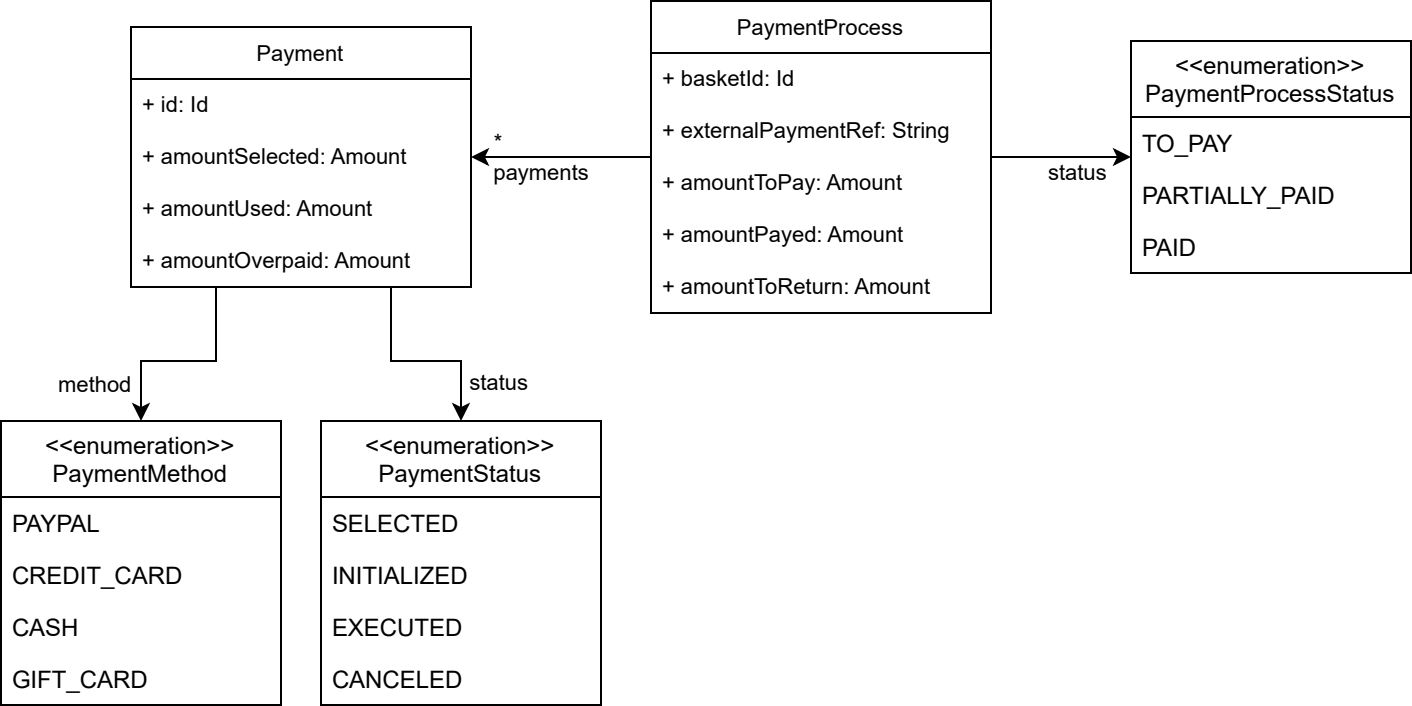 Payment
+ id: Id
+ amountSelected: Amount
+ amountUsed: Amount
+ amountOverpaid: Amount
PaymentProcess
+ basketId: Id
+ externalPaymentRef: String
+ amountToPay: Amount
+ amountPayed: Amount
+ amountToReturn: Amount
*
payments
status
<<enumeration>>
PaymentProcessStatus
TO_PAY
PARTIALLY_PAID
PAID
method
status
<<enumeration>>
PaymentMethod
PAYPAL
CREDIT_CARD
CASH
GIFT_CARD
<<enumeration>>
PaymentStatus
SELECTED
INITIALIZED
EXECUTED
CANCELED